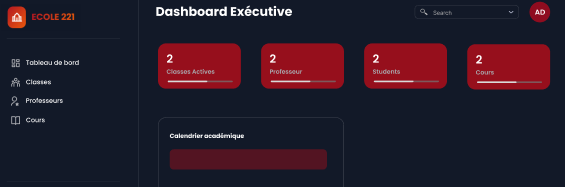 ECOLE 221
Dashboard Exécutive
Search
AD
Tableau de bord
Classes
Professeurs
Cours
2
Classes Actives
2
Professeur
2
Students
2
Cours
Calendrier académique